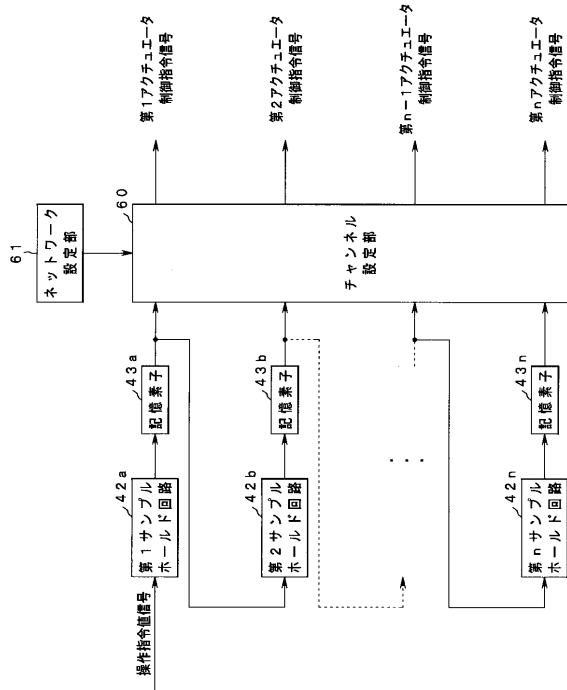 61
ネットワーク
設定部
60
チャンネル
設定部
操作指令値信号
42a
第1サンプル
ホールド回路
43a
記憶素子
第1アクチュエータ
制御指令信号
42b
第2サンプル
ホールド回路
43b
記憶素子
第2アクチュエータ
制御指令信号
...
第n-1アクチュエータ
制御指令信号
42n
第nサンプル
ホールド回路
43n
記憶素子
第nアクチュエータ
制御指令信号